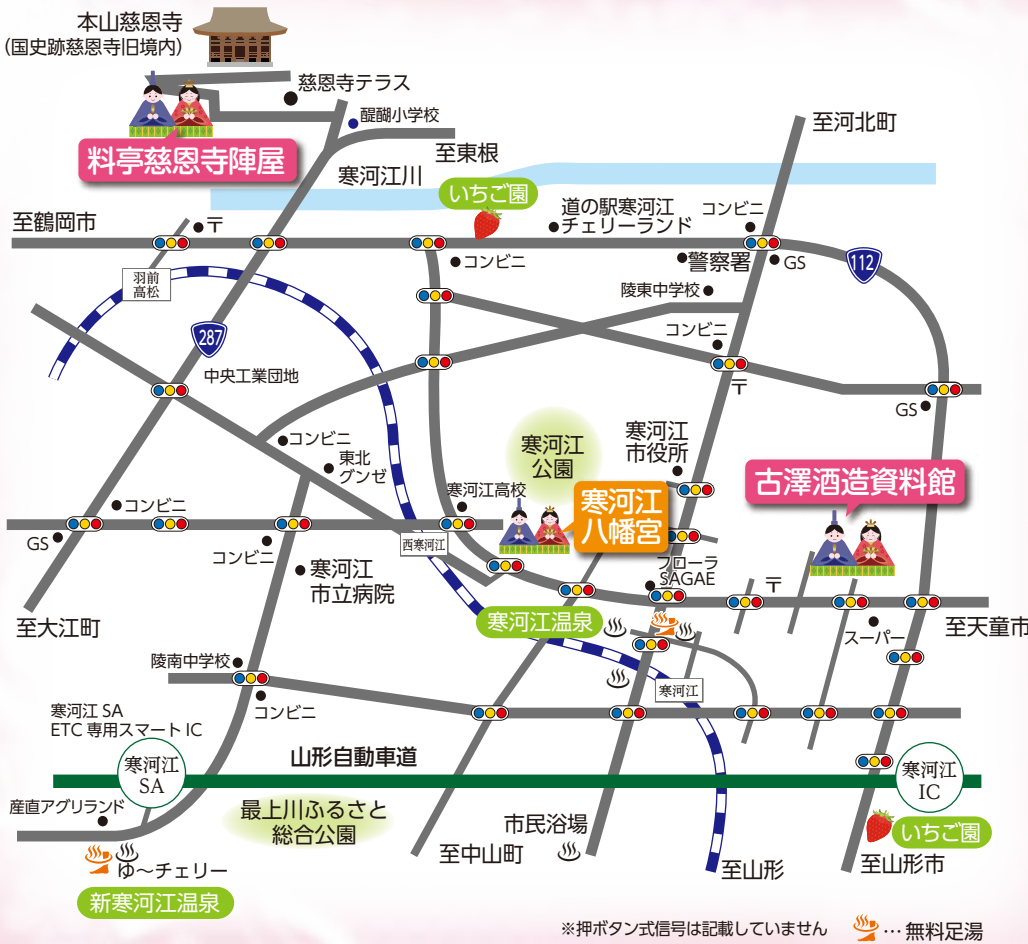 本山慈恩寺
(国史跡慈恩寺旧境内)
慈恩寺テラス
醍醐小学校
至東根
料亭慈恩寺陣屋
至河北町
寒河江川
いちご園
至鶴岡市
〒
道の駅寒河江
チェリーランド
コンビニ
コンビニ
警察署
GS
112
羽前
高松
陵東中学校
287
コンビニ
中央工業団地
〒
GS
寒河江
公園
寒河江
市役所
コンビニ
東北
グンゼ
寒河江高校
古澤酒造資料館
寒河江
八幡宮
コンビニ
GS
コンビニ
西寒河江
フローラ
SAGAE
寒河江
市立病院
〒
至大江町
寒河江温泉
スーパー
至天童市
陵南中学校
寒河江
コンビニ
寒河江 SA
ETC 専用スマート IC
山形自動車道
寒河江
SA
寒河江
IC
産直アグリランド
最上川ふるさと
総合公園
市民浴場
いちご園
至中山町
至山形
至山形市
ゆ〜チェリー
新寒河江温泉
※押ボタン式信号は記載していません
…無料足湯